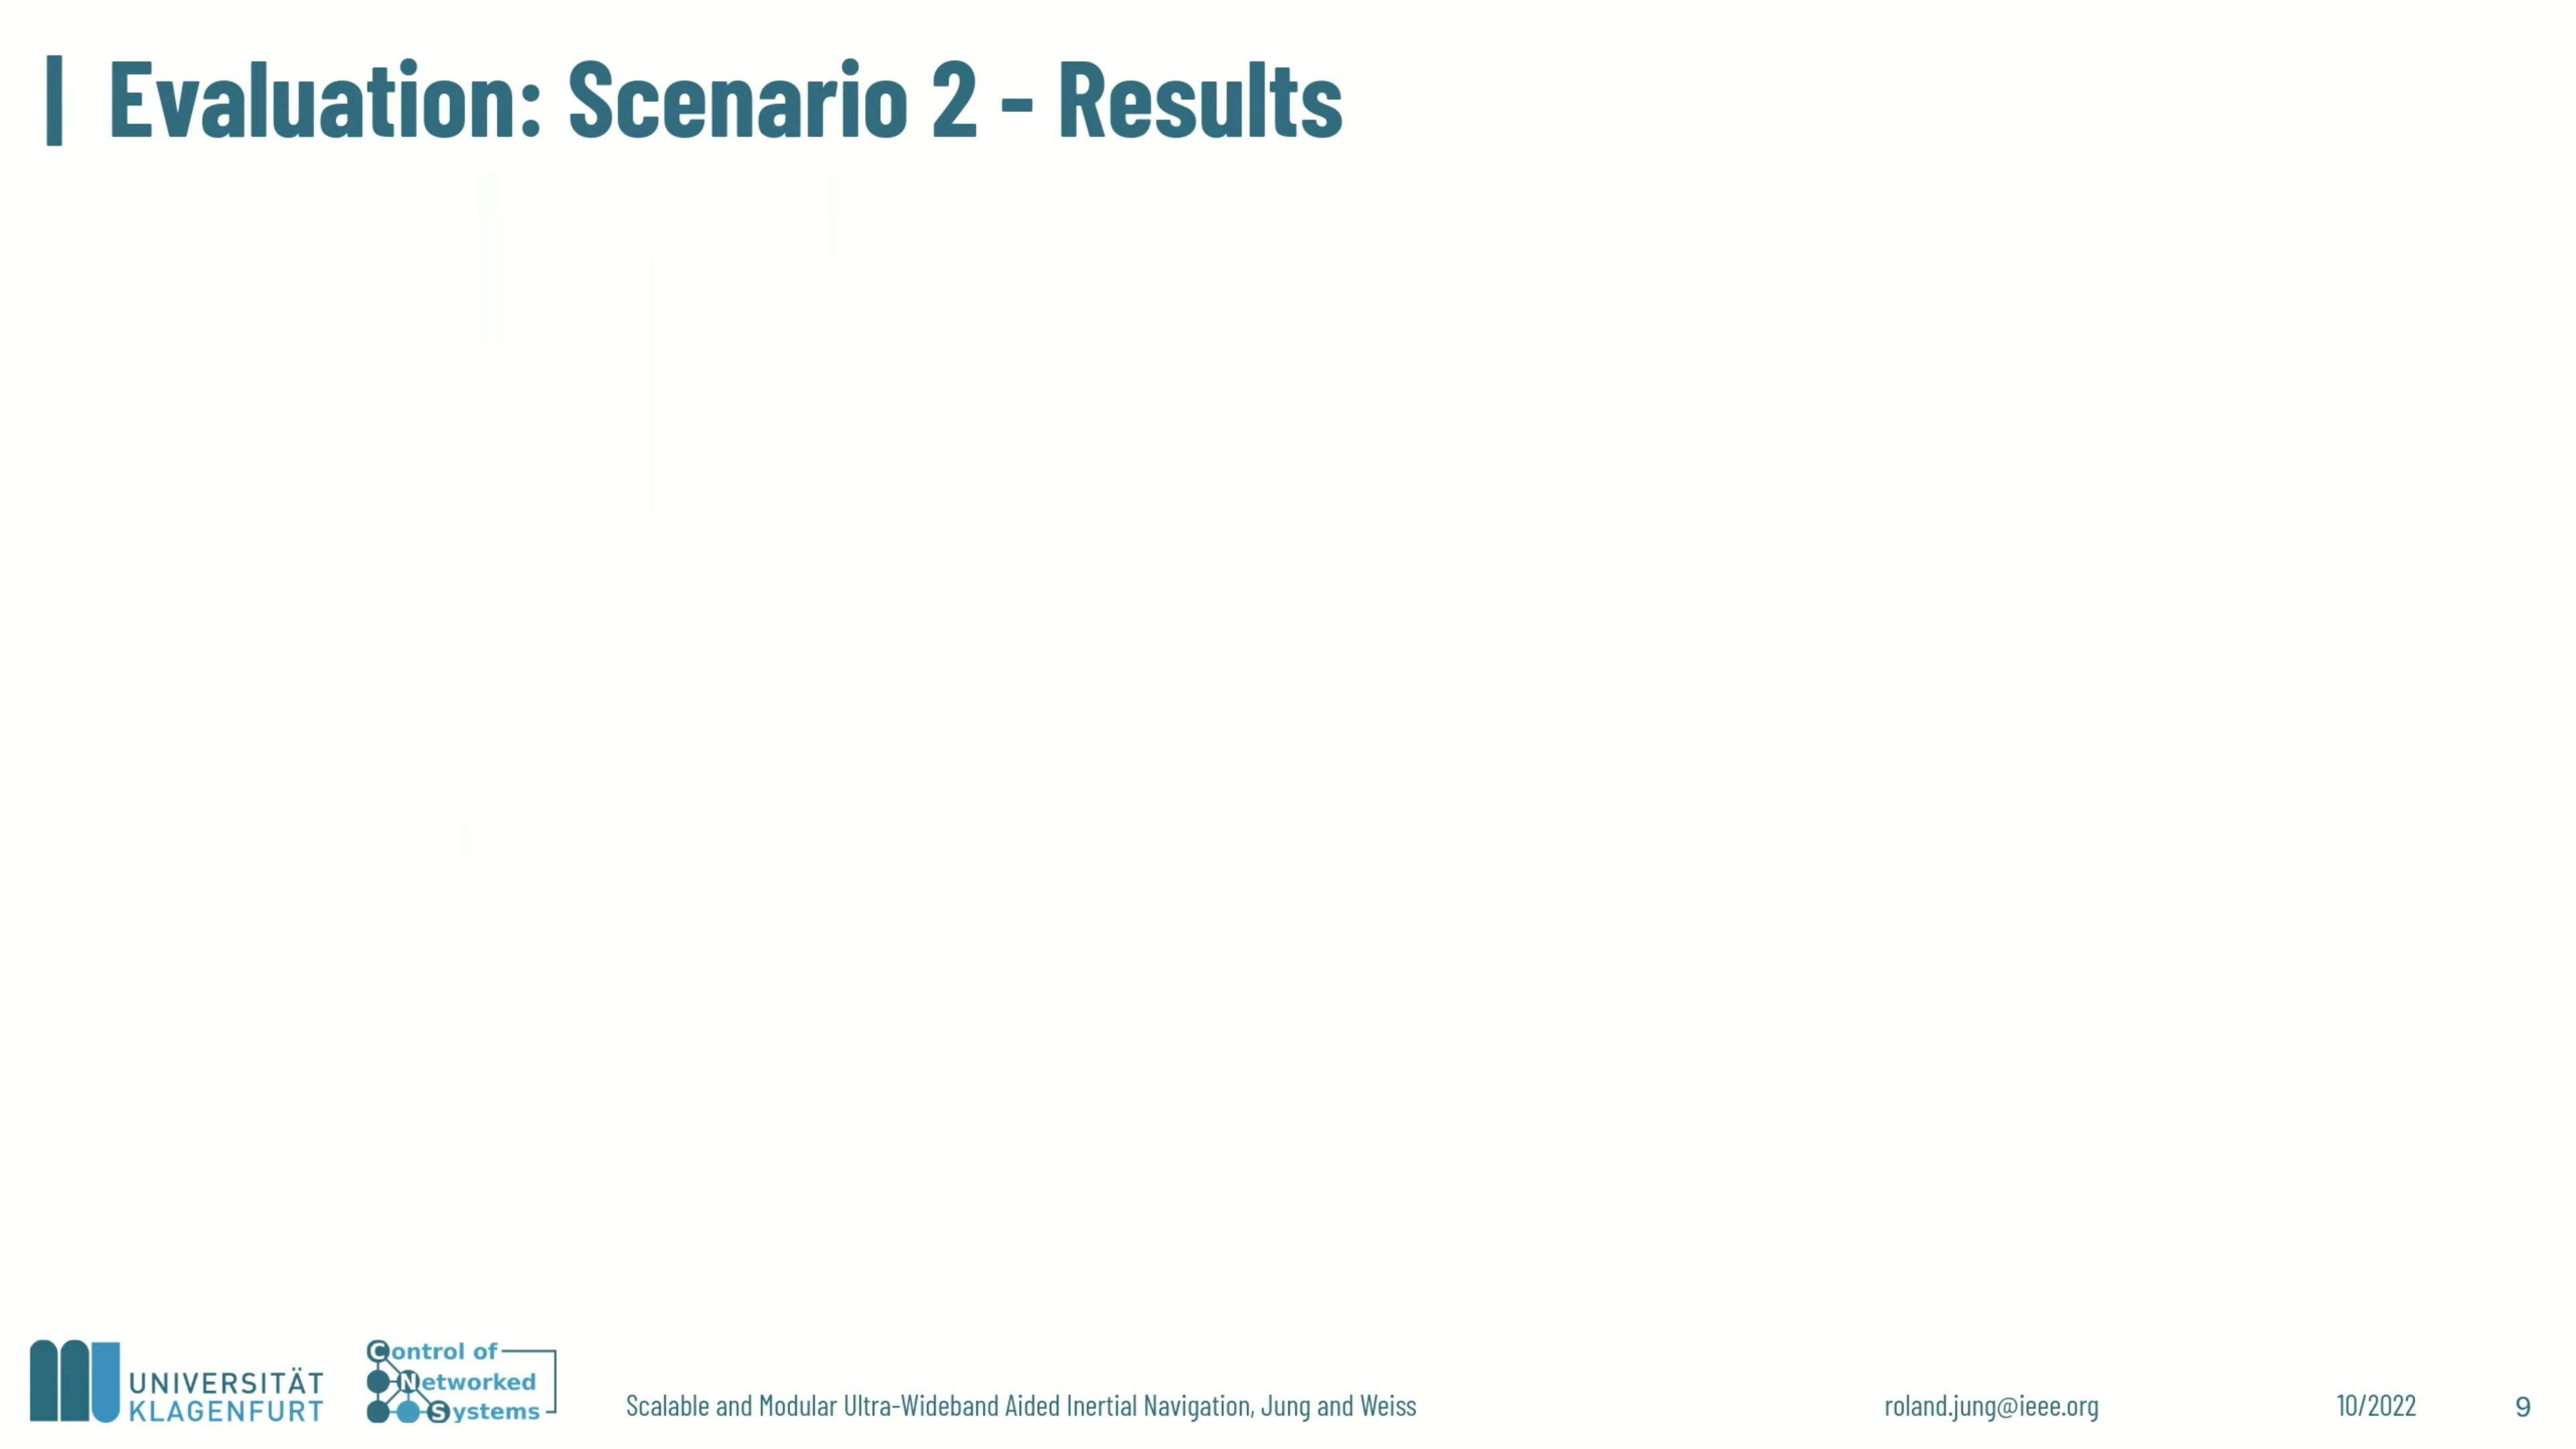 Evaluation: Scenario 2 - Results
UNIVERSITÄT
KLAGENFURT
Control of
Networked
Systems
Scalable and Modular Ultra-Wideband Aided Inertial Navigation, Jung and Weiss
roland.jung@ieee.org
10/2022
9